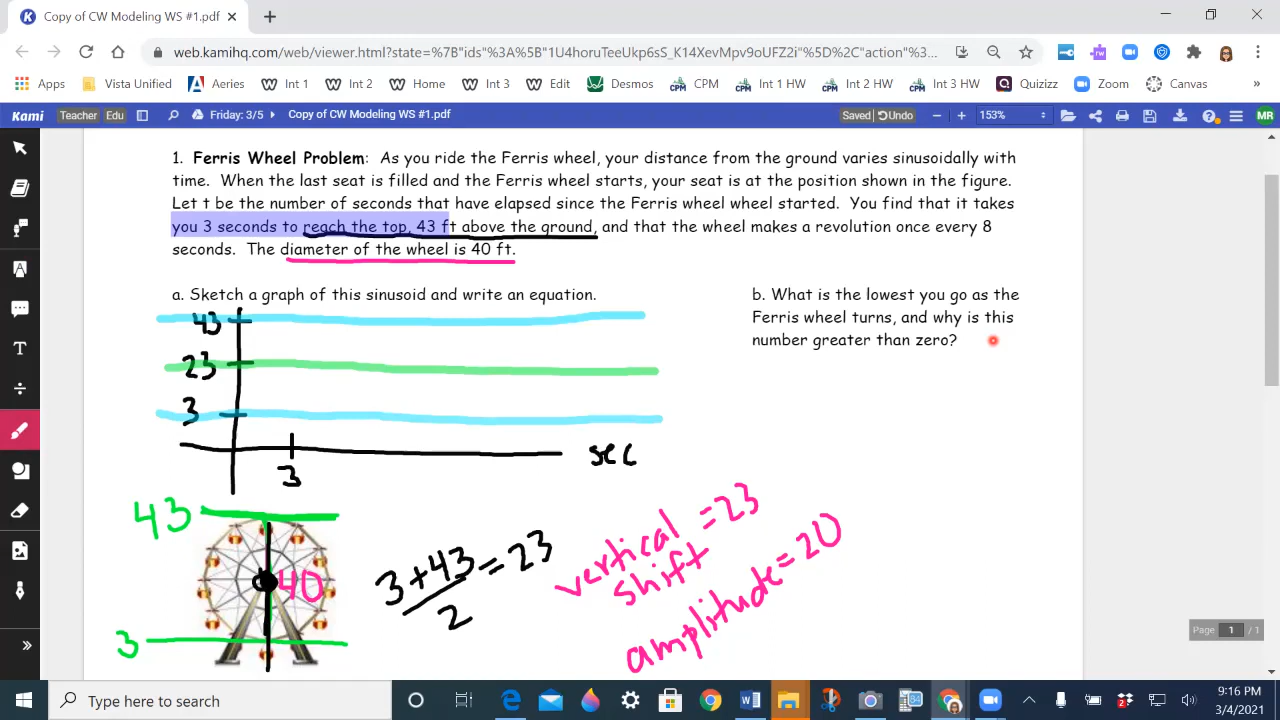 Copy of CW Modeling WS #1.pdf
web.kamihq.com/web/viewer.html?state=%7B"ids"%3A%5B"1U4horuTeeUkp6sS_K14XevMpv9oUFZ2i"%5D%2C"action"%3...
Apps Vista Unified Aeries Int 1 Int 2 Home Int 3 Edit Desmos CPM Int 1 HW Int 2 HW Int 3 HW Quizizz Zoom Canvas »
Kami Teacher Edu Friday: 3/5 Copy of CW Modeling WS #1.pdf Saved Undo 153% MR
1. Ferris Wheel Problem: As you ride the Ferris wheel, your distance from the ground varies sinusoidally with
time. When the last seat is filled and the Ferris wheel starts, your seat is at the position shown in the figure.
Let t be the number of seconds that have elapsed since the Ferris wheel wheel started. You find that it takes
you 3 seconds to reach the top, 43 ft above the ground, and that the wheel makes a revolution once every 8
seconds. The diameter of the wheel is 40 ft.
a. Sketch a graph of this sinusoid and write an equation.
b. What is the lowest you go as the
Ferris wheel turns, and why is this
number greater than zero?
43
23
3
3
sec
43
40
3
3+43
2
=23
vertical
shift
=23
amplitude=20
Page 1 / 1
Type here to search
9:16 PM
3/4/2021